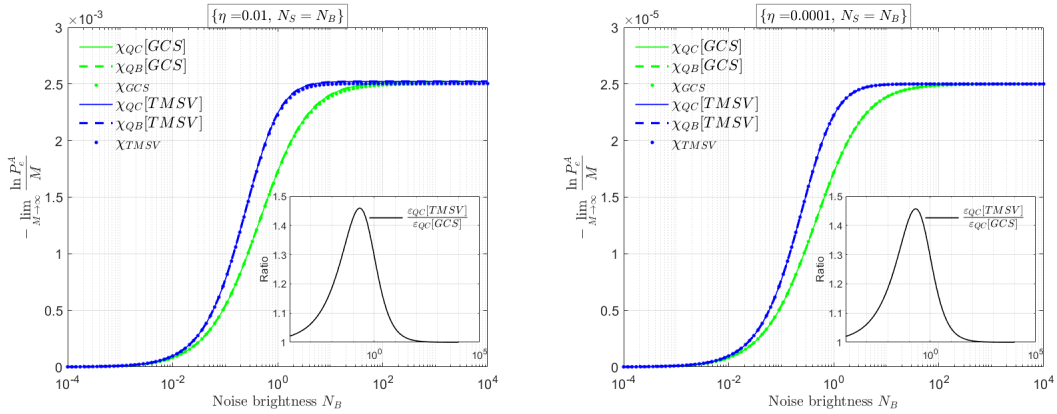 {η =0.01, N_S = N_B}
×10^-3
3
2.5
2
1.5
1
0.5
0
10^-4
10^-2
10^0
10^2
10^4
Noise brightness N_B
− lim_{M→∞} ln P_e^A / M
χ_QC[GCS]
χ_QB[GCS]
χ_GCS
χ_QC[TMSV]
χ_QB[TMSV]
χ_TMSV
1.5
1.4
1.3
1.2
1.1
1
Ratio
10^0
10^5
ε_QC[TMSV]
ε_QC[GCS]
{η =0.0001, N_S = N_B}
×10^-5
3
2.5
2
1.5
1
0.5
0
10^-4
10^-2
10^0
10^2
10^4
Noise brightness N_B
− lim_{M→∞} ln P_e^A / M
χ_QC[GCS]
χ_QB[GCS]
χ_GCS
χ_QC[TMSV]
χ_QB[TMSV]
χ_TMSV
1.5
1.4
1.3
1.2
1.1
1
Ratio
10^0
10^5
ε_QC[TMSV]
ε_QC[GCS]